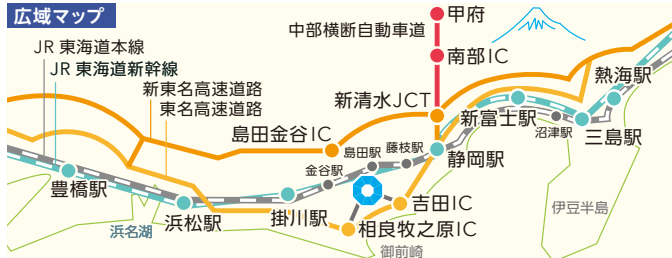 広域マップ
甲府
中部横断自動車道
JR 東海道本線
南部IC
JR 東海道新幹線
熱海駅
新東名高速道路
東名高速道路
新清水JCT
新富士駅
島田金谷IC
沼津駅
三島駅
藤枝駅
島田駅
静岡駅
金谷駅
豊橋駅
吉田IC
伊豆半島
浜松駅
掛川駅
相良牧之原IC
浜名湖
御前崎